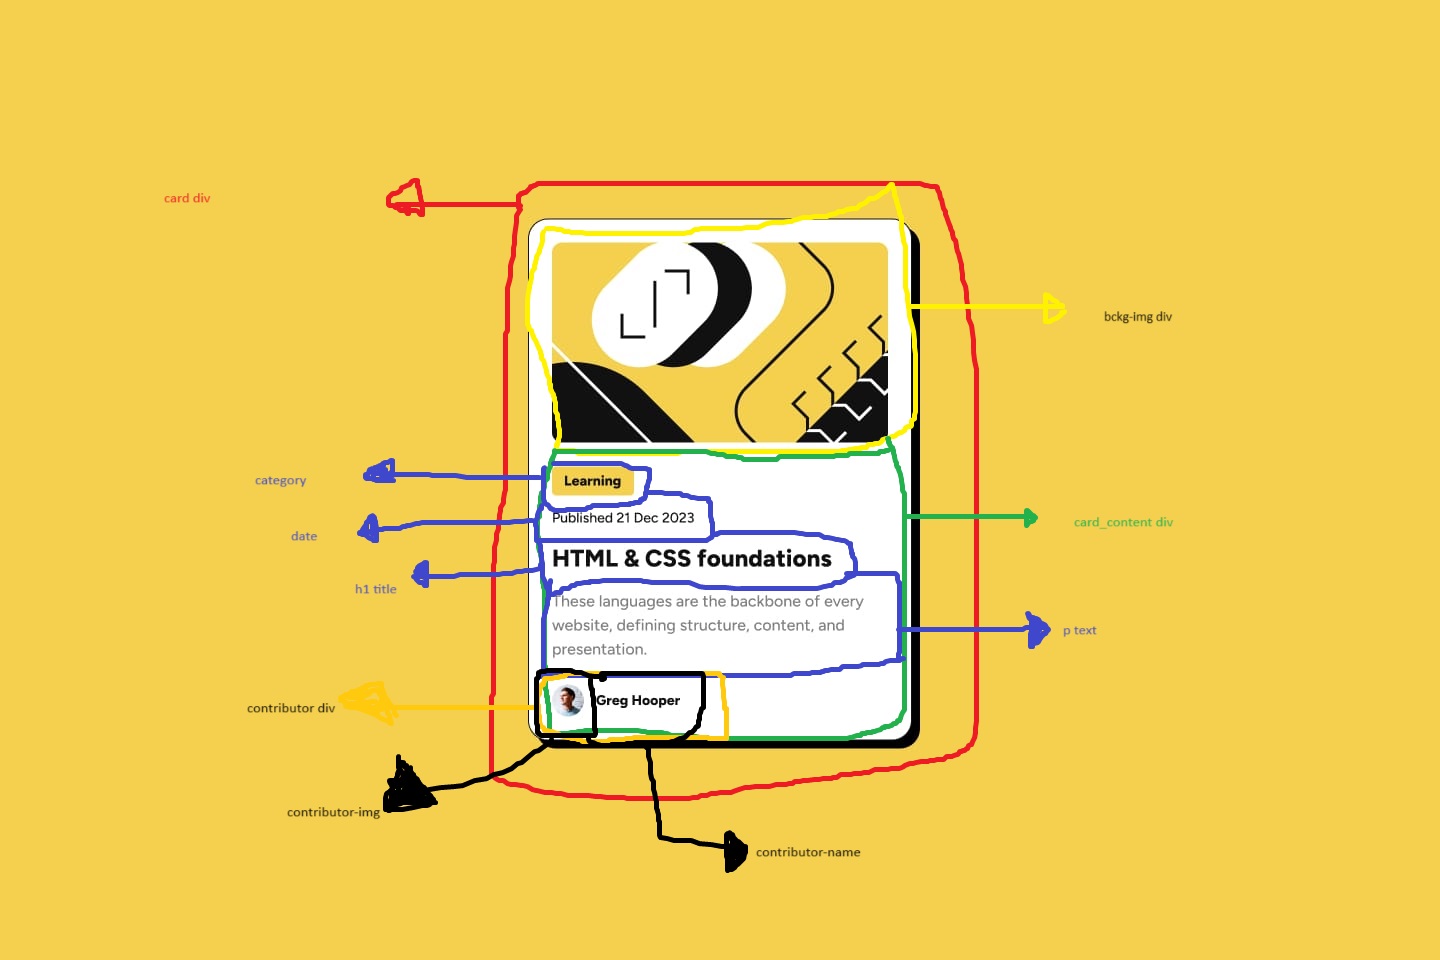 card div
bckg-img div
category
Learning
date
Published 21 Dec 2023
card_content div
h1 title
HTML & CSS foundations
These languages are the backbone of every
website, defining structure, content, and
presentation.
p text
contributor div
Greg Hooper
contributor-img
contributor-name